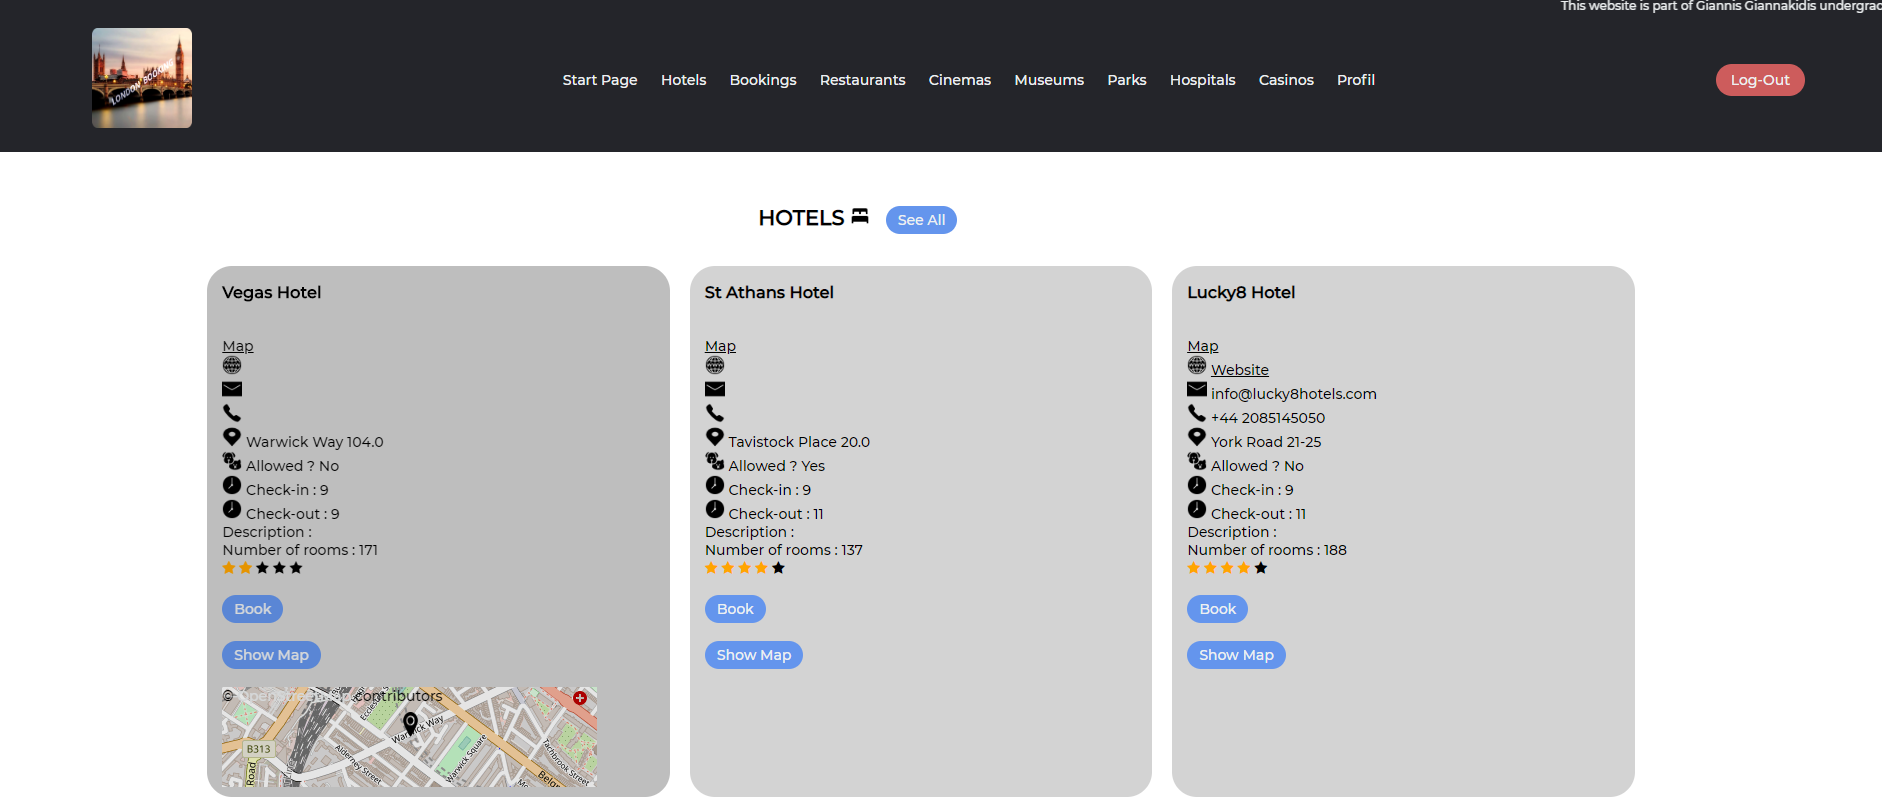 This website is part of Giannis Giannakidis
LONDON BOOKING
Start Page Hotels Bookings Restaurants Cinemas Museums Parks Hospitals Casinos Profil
Log-Out
HOTELS See All
Vegas Hotel
Map
Warwick Way 104.0
Allowed ? No
Check-in : 9
Check-out : 9
Description :
Number of rooms : 171
Book
Show Map
© OpenStreetMap contributors
Warwick Way
B313
Alderney Street
Warwick Square
Tachbrook Street
Road
St Athans Hotel
Map
Tavistock Place 20.0
Allowed ? Yes
Check-in : 9
Check-out : 11
Description :
Number of rooms : 137
Book
Show Map
Lucky8 Hotel
Map
Website
info@lucky8hotels.com
+44 2085145050
York Road 21-25
Allowed ? No
Check-in : 9
Check-out : 11
Description :
Number of rooms : 188
Book
Show Map